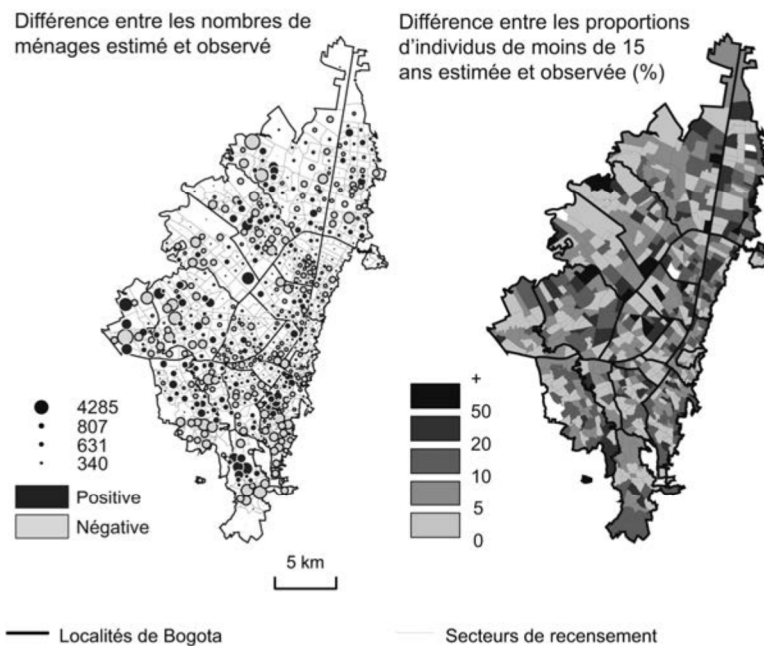 Différence entre les nombres de
ménages estimé et observé
Différence entre les proportions
d’individus de moins de 15
ans estimée et observée (%)
4285
807
631
340
Positive
Négative
+
50
20
10
5
0
5 km
Localités de Bogota
Secteurs de recensement